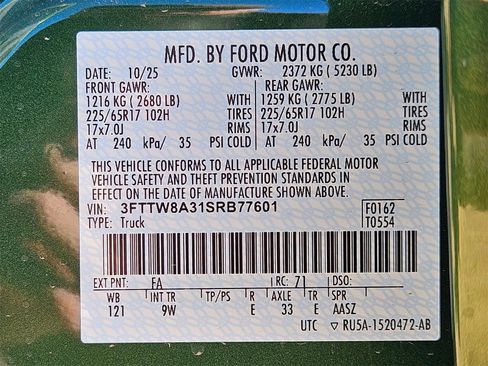 MFD. BY FORD MOTOR CO.
DATE: 10/25 GVWR: 2372 KG ( 5230 LB)
FRONT GAWR: REAR GAWR:
1216 KG ( 2680 LB) WITH 1259 KG ( 2775 LB) WITH
225/65R17 102H TIRES 225/65R17 102H TIRES
17x7.0J RIMS 17x7.0J RIMS
AT 240 kPa/ 35 PSI COLD AT 240 kPa/ 35 PSI COLD
THIS VEHICLE CONFORMS TO ALL APPLICABLE FEDERAL MOTOR
VEHICLE SAFETY AND THEFT PREVENTION STANDARDS IN
EFFECT ON THE DATE OF MANUFACTURE SHOWN ABOVE.
VIN: 3FTTW8A31SRB77601 F0162
TYPE: Truck T0554
EXT PNT: FA RC: 71 DSO:
WB INT TR TP/PS R AXLE TR SPR
121 9W E 33 E AASZ
UTC ▽ RU5A-1520472-AB